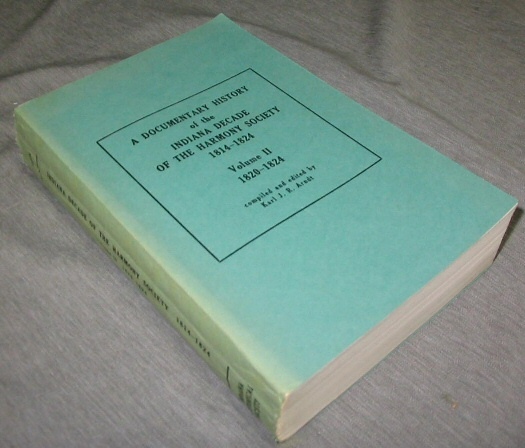 A DOCUMENTARY HISTORY
of the
INDIANA DECADE
OF THE HARMONY SOCIETY
1814-1824
Volume II
1820-1824
compiled and edited by
Karl J. R. Arndt
INDIANA DECADE OF THE HARMONY SOCIETY 1814-1824